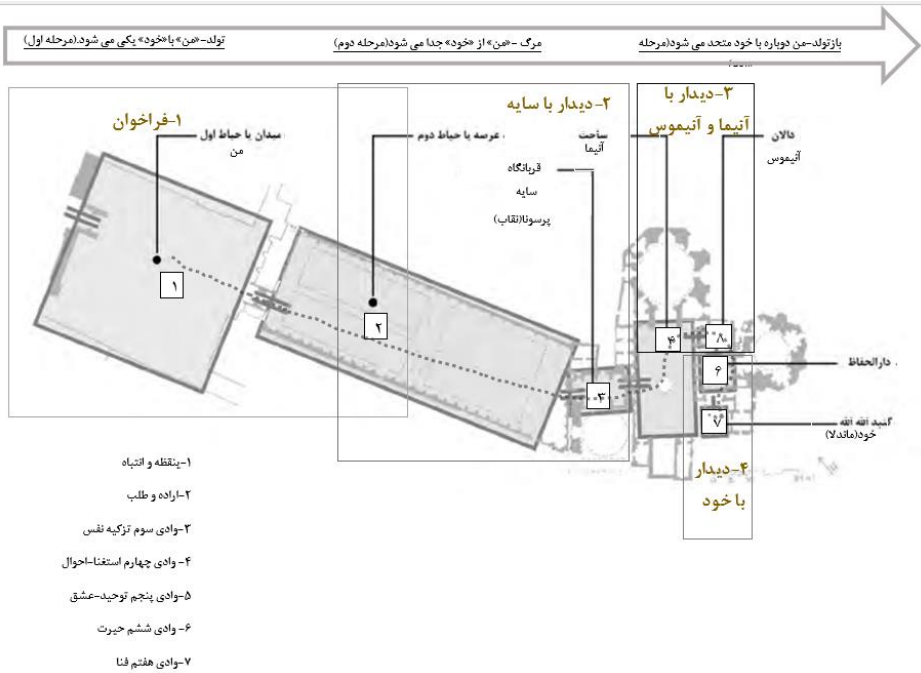 بازتولد-من دوباره با خود متحد می شود(مرحله
مرگ -«من» از «خود» جدا می شود(مرحله دوم)
تولد-«من» با«خود» یکی می شود.(مرحله اول)
۳-دیدار با
آنیما و آنیموس
۲-دیدار با سایه
۱-فراخوان
دالان
آنیموس
ساحت
آنیما
قربانگاه
سایه
پرسونا(نقاب)
عرصه یا حیاط دوم
میدان یا حیاط اول
من
۱
۲
۳
۴
۸
۶
۷
دارالحفاظ
گنبد الله الله
خود(ماندلا)
۴-دیدار
با خود
۱-ینقظه و انتباه
۲-اراده و طلب
۳-وادی سوم تزکیه نفس
۴- وادی چهارم استغنا-احوال
۵-وادی پنجم توحید-عشق
۶- وادی ششم حیرت
۷-وادی هفتم فنا